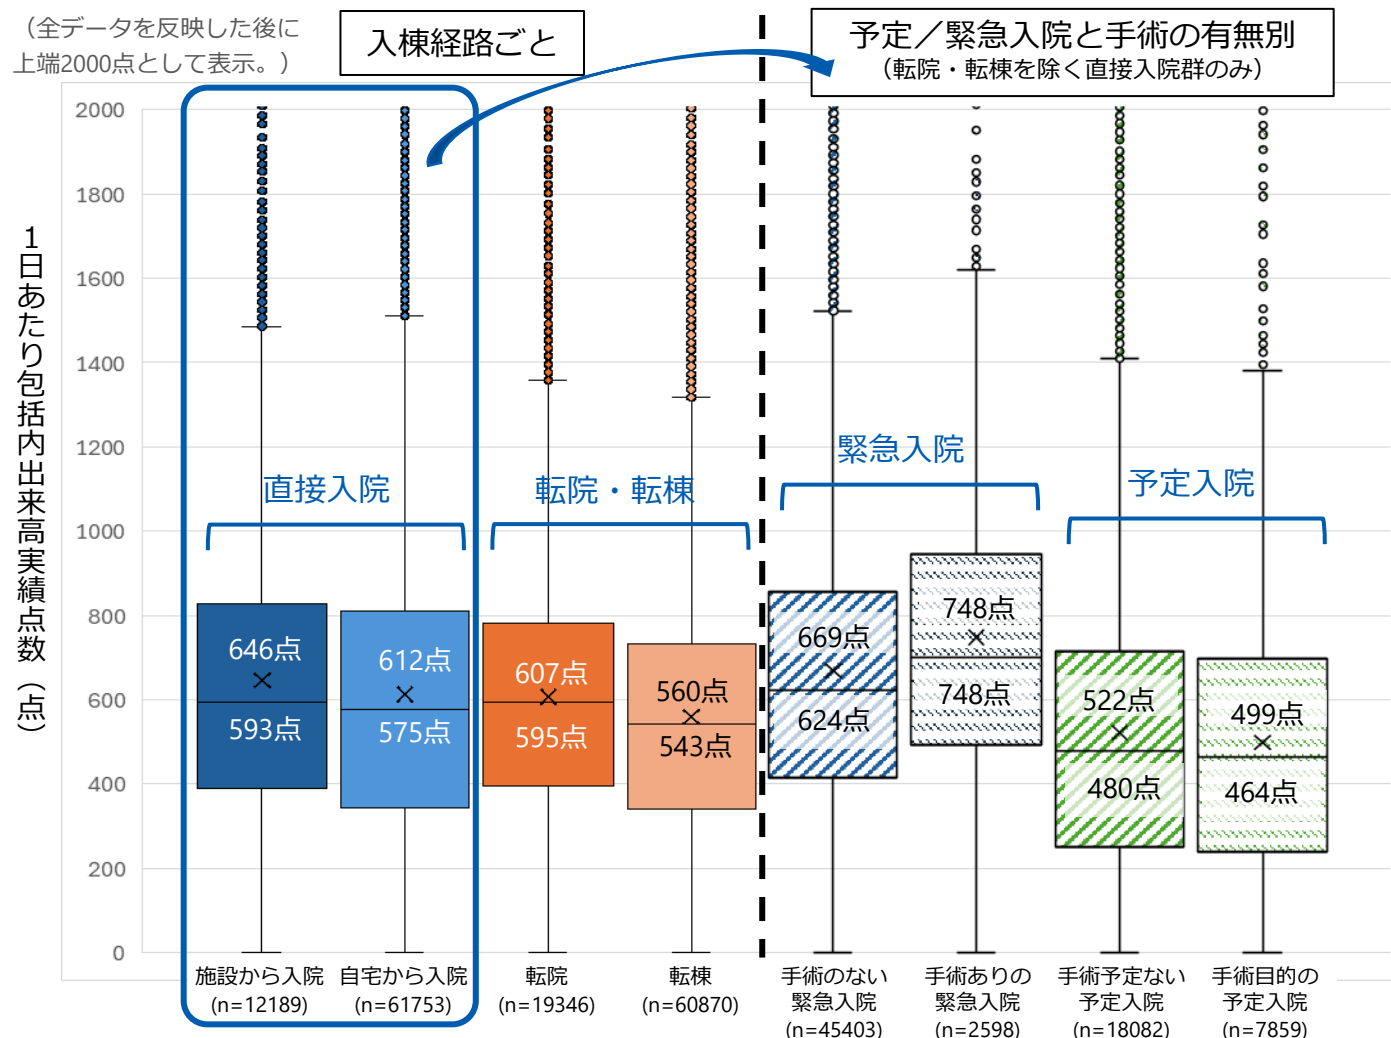 （全データを反映した後に
上端2000点として表示。）
入棟経路ごと
予定／緊急入院と手術の有無別
（転院・転棟を除く直接入院群のみ）
1日あたり包括内出来高実績点数（点）
2000
1800
1600
1400
1200
1000
800
600
400
200
0
直接入院
転院・転棟
緊急入院
予定入院
646点
593点
612点
575点
607点
595点
560点
543点
669点
624点
748点
748点
522点
480点
499点
464点
施設から入院
(n=12189)
自宅から入院
(n=61753)
転院
(n=19346)
転棟
(n=60870)
手術のない
緊急入院
(n=45403)
手術ありの
緊急入院
(n=2598)
手術予定ない
予定入院
(n=18082)
手術目的の
予定入院
(n=7859)